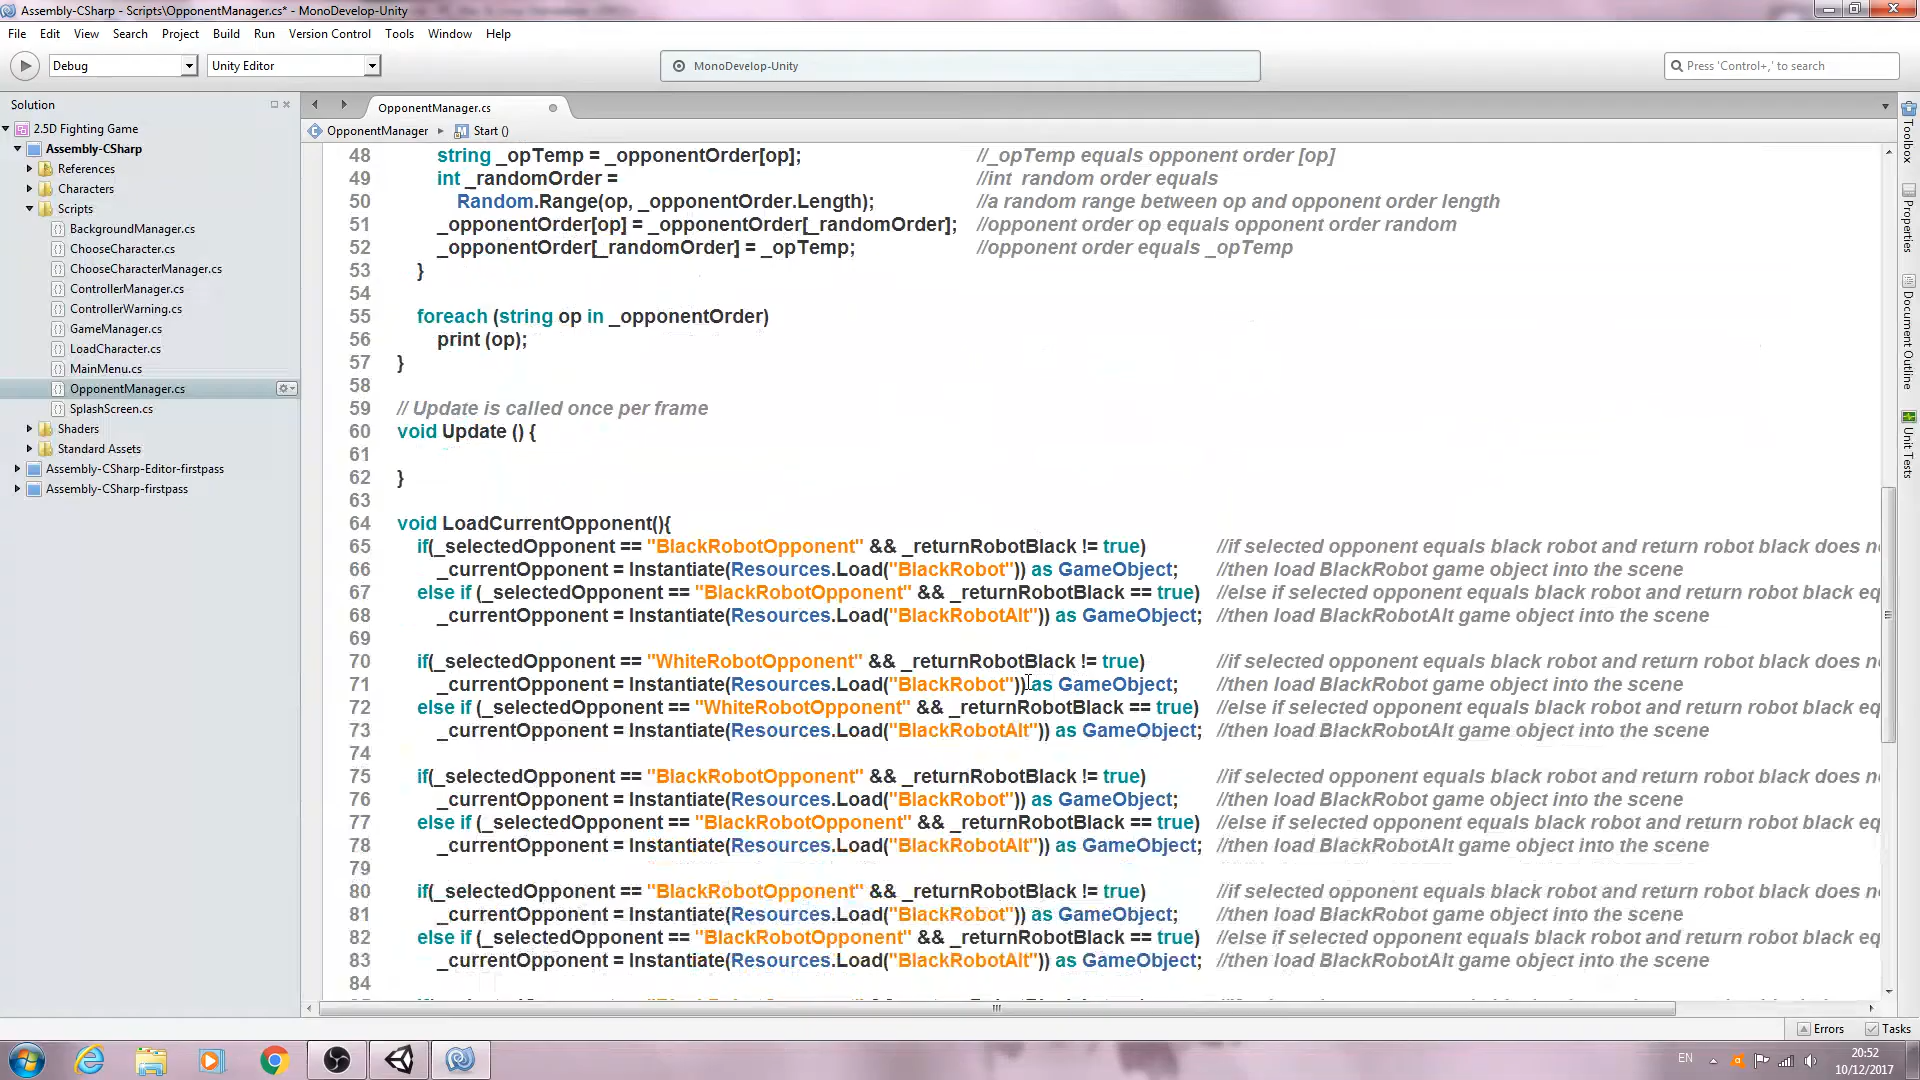 Assembly-CSharp - Scripts\OpponentManager.cs* - MonoDevelop-Unity
File Edit View Search Project Build Run Version Control Tools Window Help
Debug Unity Editor MonoDevelop-Unity Press 'Control+,' to search
Solution
2.5D Fighting Game
Assembly-CSharp
References
Characters
Scripts
BackgroundManager.cs
ChooseCharacter.cs
ChooseCharacterManager.cs
ControllerManager.cs
ControllerWarning.cs
GameManager.cs
LoadCharacter.cs
MainMenu.cs
OpponentManager.cs
SplashScreen.cs
Shaders
Standard Assets
Assembly-CSharp-Editor-firstpass
Assembly-CSharp-firstpass
OpponentManager.cs
OpponentManager Start ()
48 string _opTemp = _opponentOrder[op]; //_opTemp equals opponent order [op]
49 int _randomOrder = //int random order equals
50 Random.Range(op, _opponentOrder.Length); //a random range between op and opponent order length
51 _opponentOrder[op] = _opponentOrder[_randomOrder]; //opponent order op equals opponent order random
52 _opponentOrder[_randomOrder] = _opTemp; //opponent order equals _opTemp
53 }
54
55 foreach (string op in _opponentOrder)
56 print (op);
57 }
58
59 // Update is called once per frame
60 void Update () {
61
62 }
63
64 void LoadCurrentOpponent(){
65 if(_selectedOpponent == "BlackRobotOpponent" && _returnRobotBlack != true) //if selected opponent equals black robot and return robot black does
66 _currentOpponent = Instantiate(Resources.Load("BlackRobot")) as GameObject; //then load BlackRobot game object into the scene
67 else if (_selectedOpponent == "BlackRobotOpponent" && _returnRobotBlack == true) //else if selected opponent equals black robot and return robot black eq
68 _currentOpponent = Instantiate(Resources.Load("BlackRobotAlt")) as GameObject; //then load BlackRobotAlt game object into the scene
69
70 if(_selectedOpponent == "WhiteRobotOpponent" && _returnRobotBlack != true) //if selected opponent equals black robot and return robot black does
71 _currentOpponent = Instantiate(Resources.Load("BlackRobot")) as GameObject; //then load BlackRobot game object into the scene
72 else if (_selectedOpponent == "WhiteRobotOpponent" && _returnRobotBlack == true) //else if selected opponent equals black robot and return robot black eq
73 _currentOpponent = Instantiate(Resources.Load("BlackRobotAlt")) as GameObject; //then load BlackRobotAlt game object into the scene
74
75 if(_selectedOpponent == "BlackRobotOpponent" && _returnRobotBlack != true) //if selected opponent equals black robot and return robot black does
76 _currentOpponent = Instantiate(Resources.Load("BlackRobot")) as GameObject; //then load BlackRobot game object into the scene
77 else if (_selectedOpponent == "BlackRobotOpponent" && _returnRobotBlack == true) //else if selected opponent equals black robot and return robot black eq
78 _currentOpponent = Instantiate(Resources.Load("BlackRobotAlt")) as GameObject; //then load BlackRobotAlt game object into the scene
79
80 if(_selectedOpponent == "BlackRobotOpponent" && _returnRobotBlack != true) //if selected opponent equals black robot and return robot black does
81 _currentOpponent = Instantiate(Resources.Load("BlackRobot")) as GameObject; //then load BlackRobot game object into the scene
82 else if (_selectedOpponent == "BlackRobotOpponent" && _returnRobotBlack == true) //else if selected opponent equals black robot and return robot black eq
83 _currentOpponent = Instantiate(Resources.Load("BlackRobotAlt")) as GameObject; //then load BlackRobotAlt game object into the scene
84
Toolbox
Properties
Document Outline
Unit Tests
Errors Tasks
EN
20:52
10/12/2017